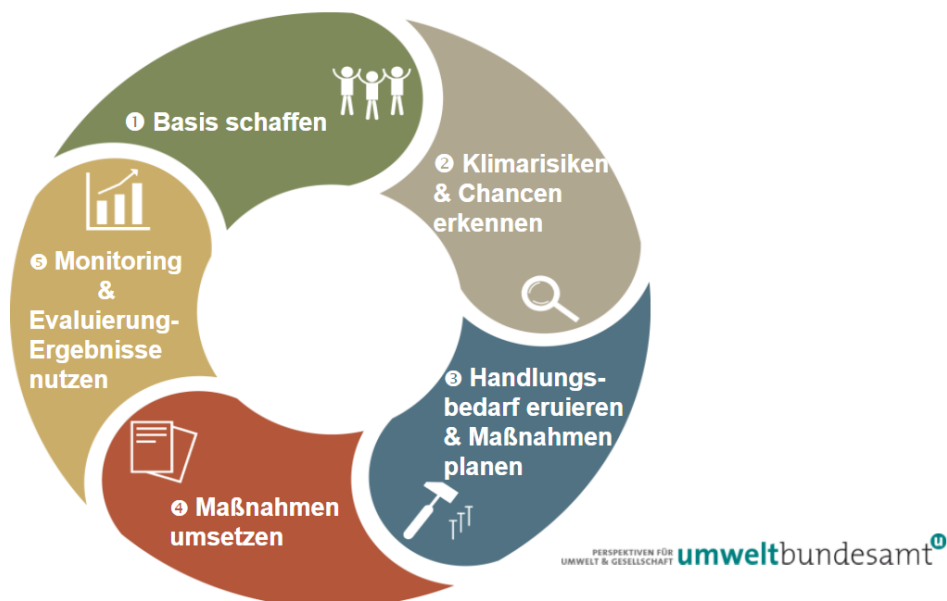 ❶ Basis schaffen
❷ Klimarisiken
& Chancen
erkennen
❸ Handlungs-
bedarf eruieren
& Maßnahmen
planen
❹ Maßnahmen
umsetzen
❺ Monitoring
&
Evaluierung-
Ergebnisse
nutzen
PERSPEKTIVEN FÜR
UMWELT & GESELLSCHAFT umweltbundesamt u